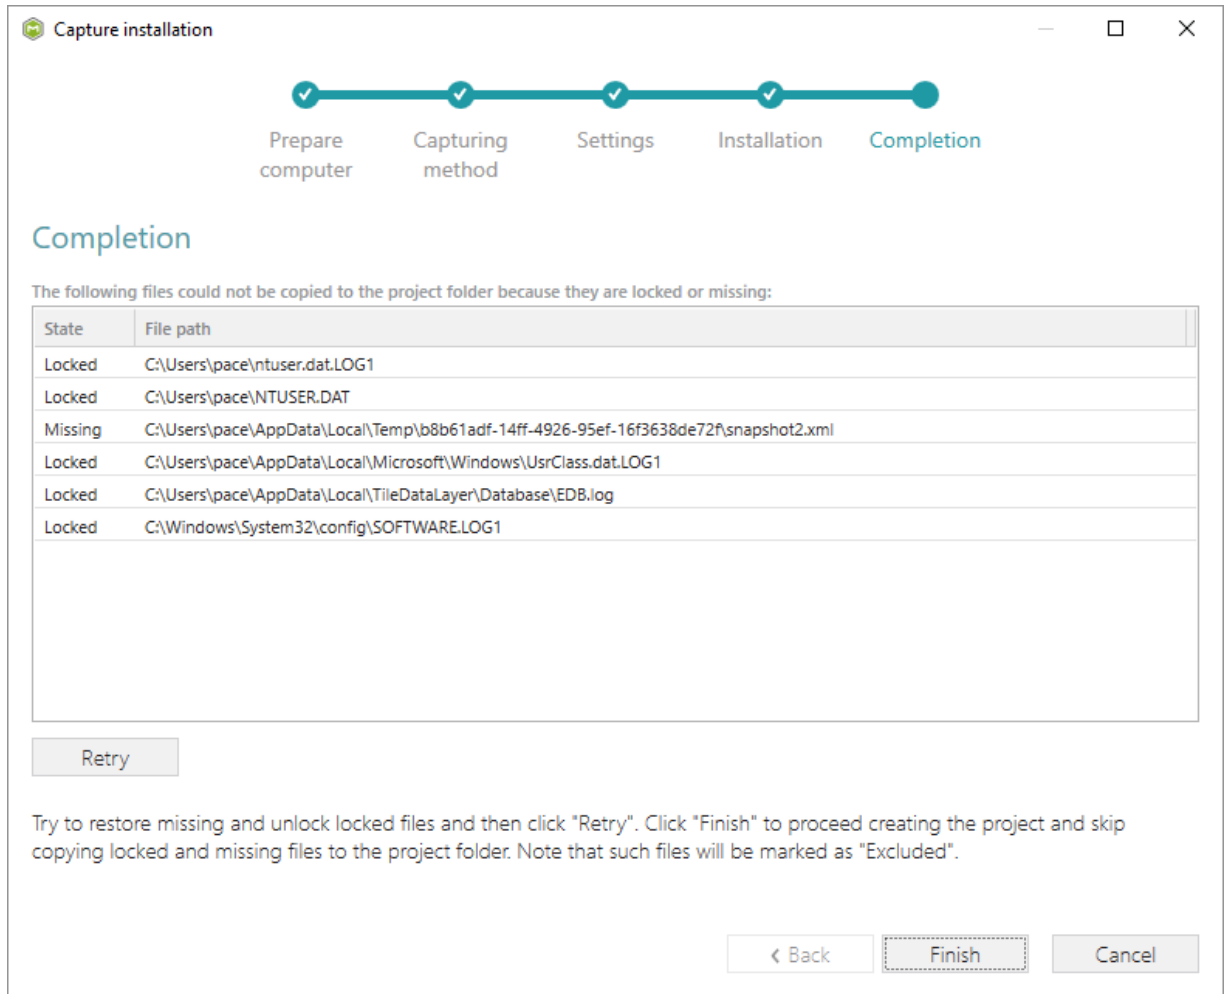 Capture installation
Prepare computer
Capturing method
Settings
Installation
Completion
Completion
The following files could not be copied to the project folder because they are locked or missing:
State File path
Locked C:\Users\pace\ntuser.dat.LOG1
Locked C:\Users\pace\NTUSER.DAT
Missing C:\Users\pace\AppData\Local\Temp\b8b61adf-14ff-4926-95ef-16f3638de72f\snapshot2.xml
Locked C:\Users\pace\AppData\Local\Microsoft\Windows\UsrClass.dat.LOG1
Locked C:\Users\pace\AppData\Local\TileDataLayer\Database\EDB.log
Locked C:\Windows\System32\config\SOFTWARE.LOG1
Retry
Try to restore missing and unlock locked files and then click "Retry". Click "Finish" to proceed creating the project and skip
copying locked and missing files to the project folder. Note that such files will be marked as "Excluded".
< Back Finish Cancel